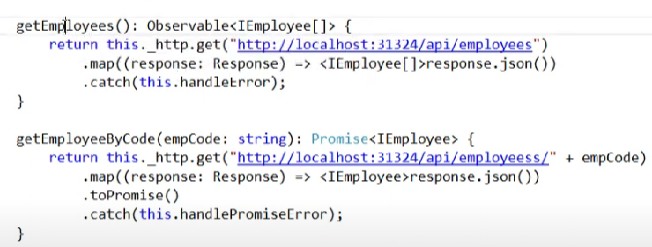 getEmployees(): Observable<IEmployee[]> {
return this._http.get("http://localhost:31324/api/employees")
.map((response: Response) => <IEmployee[]>response.json())
.catch(this.handleError);
}
getEmployeeByCode(empCode: string): Promise<IEmployee> {
return this._http.get("http://localhost:31324/api/employeess/" + empCode)
.map((response: Response) => <IEmployee>response.json())
.toPromise()
.catch(this.handlePromiseError);
}